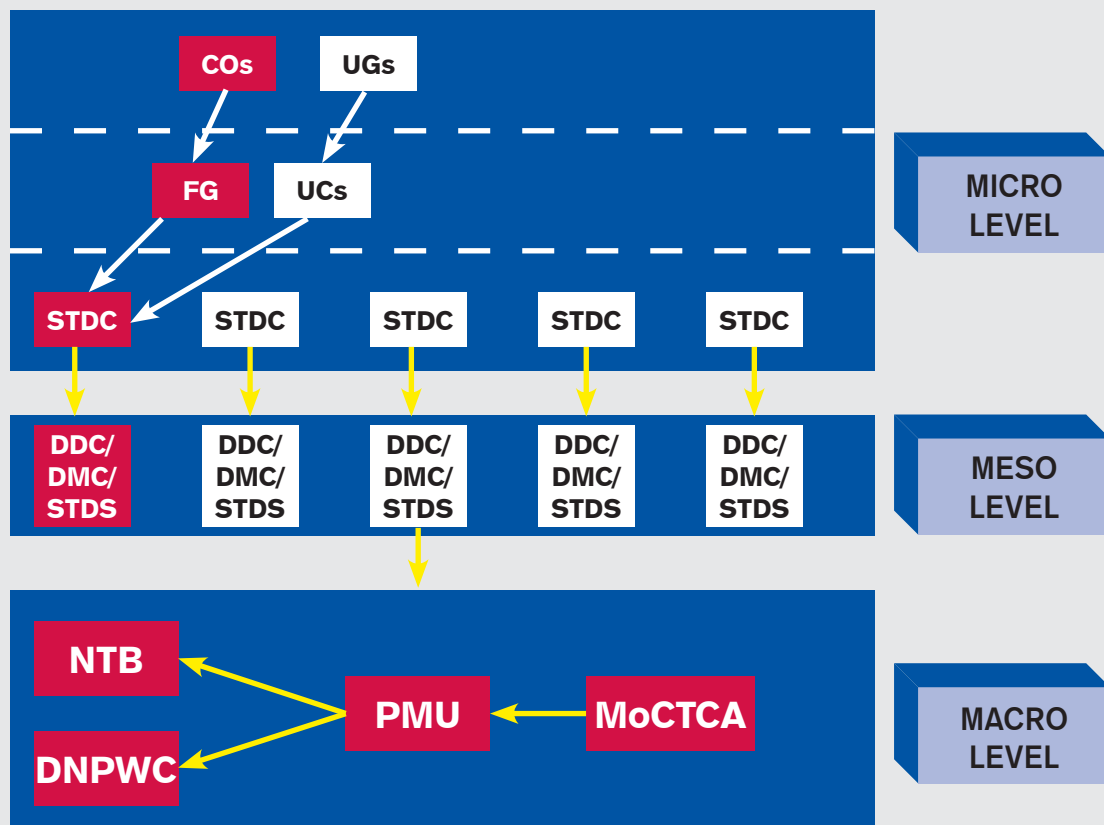 COs
UGs
FG
UCs
MICRO
LEVEL
STDC
STDC
STDC
STDC
STDC
DDC/
DMC/
STDS
DDC/
DMC/
STDS
DDC/
DMC/
STDS
DDC/
DMC/
STDS
DDC/
DMC/
STDS
MESO
LEVEL
NTB
PMU
MoCTCA
DNPWC
MACRO
LEVEL